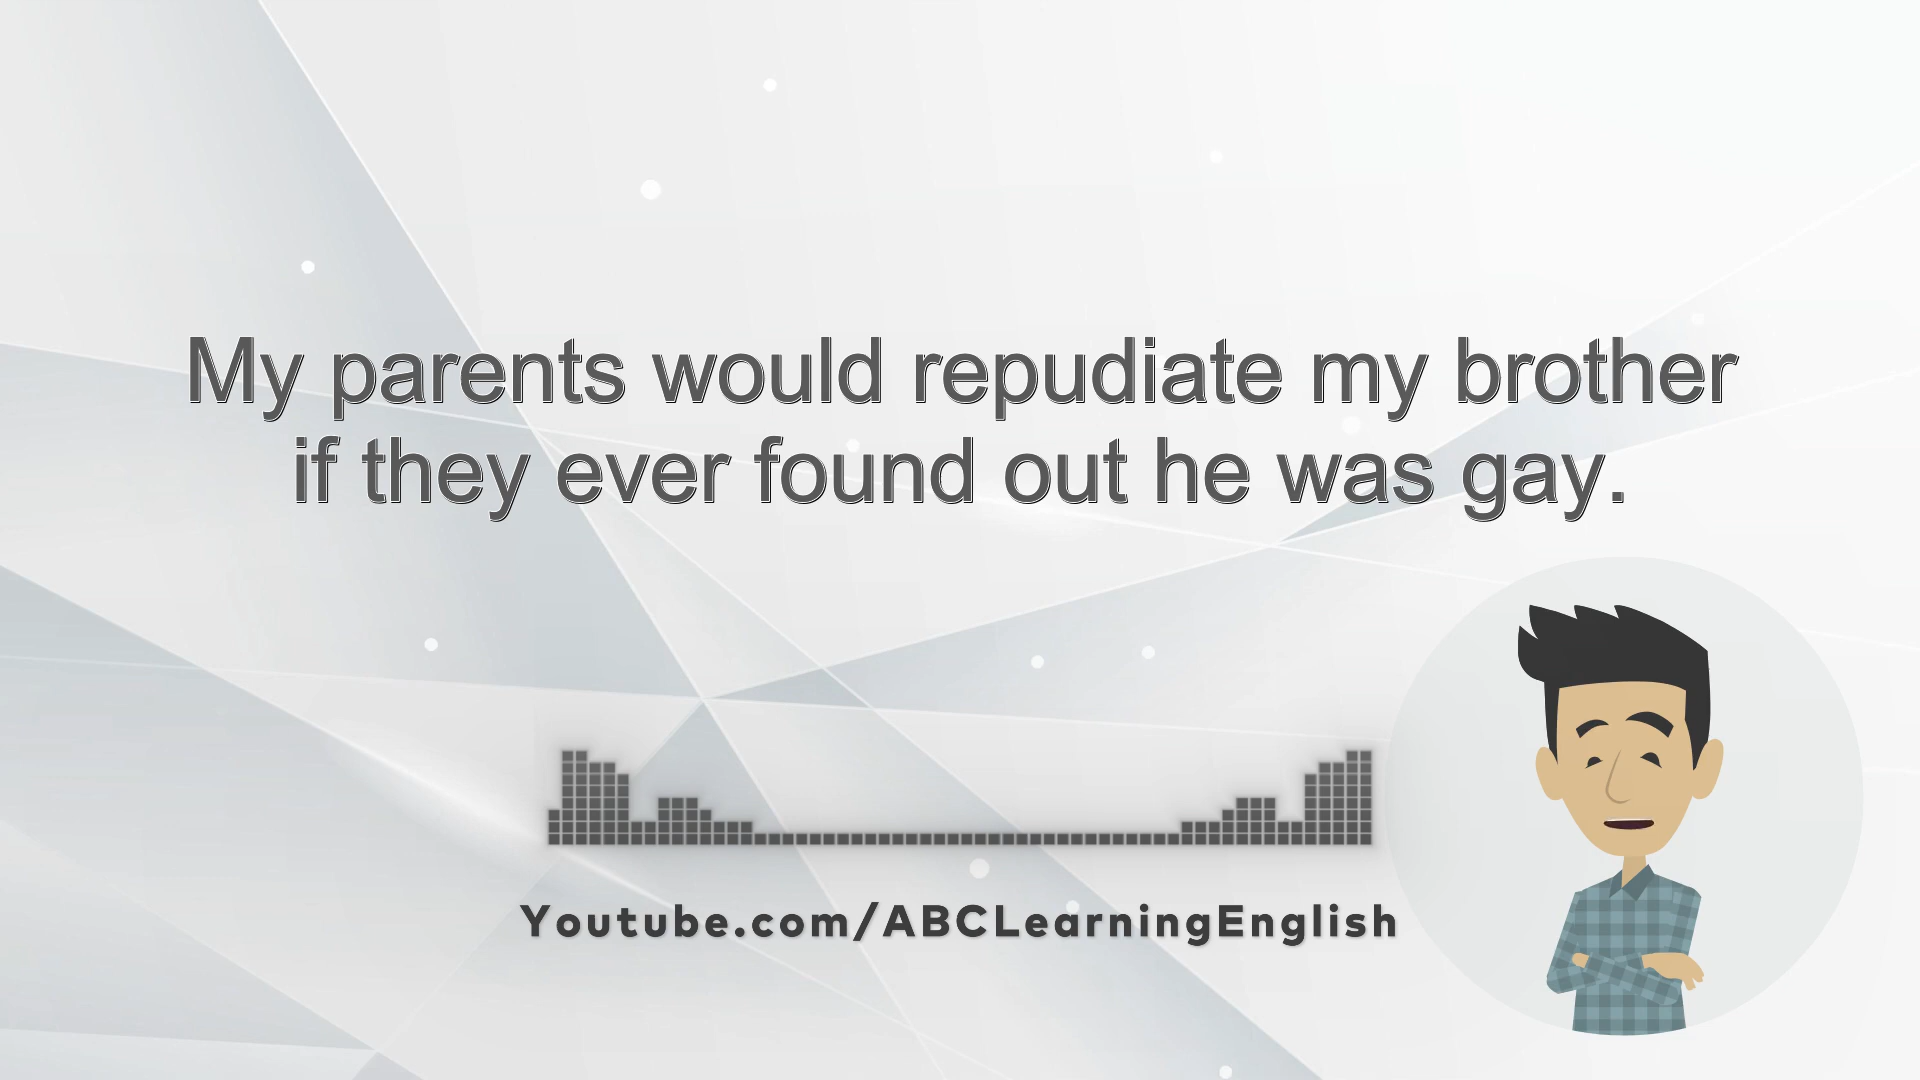 My parents would repudiate my brother
if they ever found out he was gay.
Youtube.com/ABCLearningEnglish